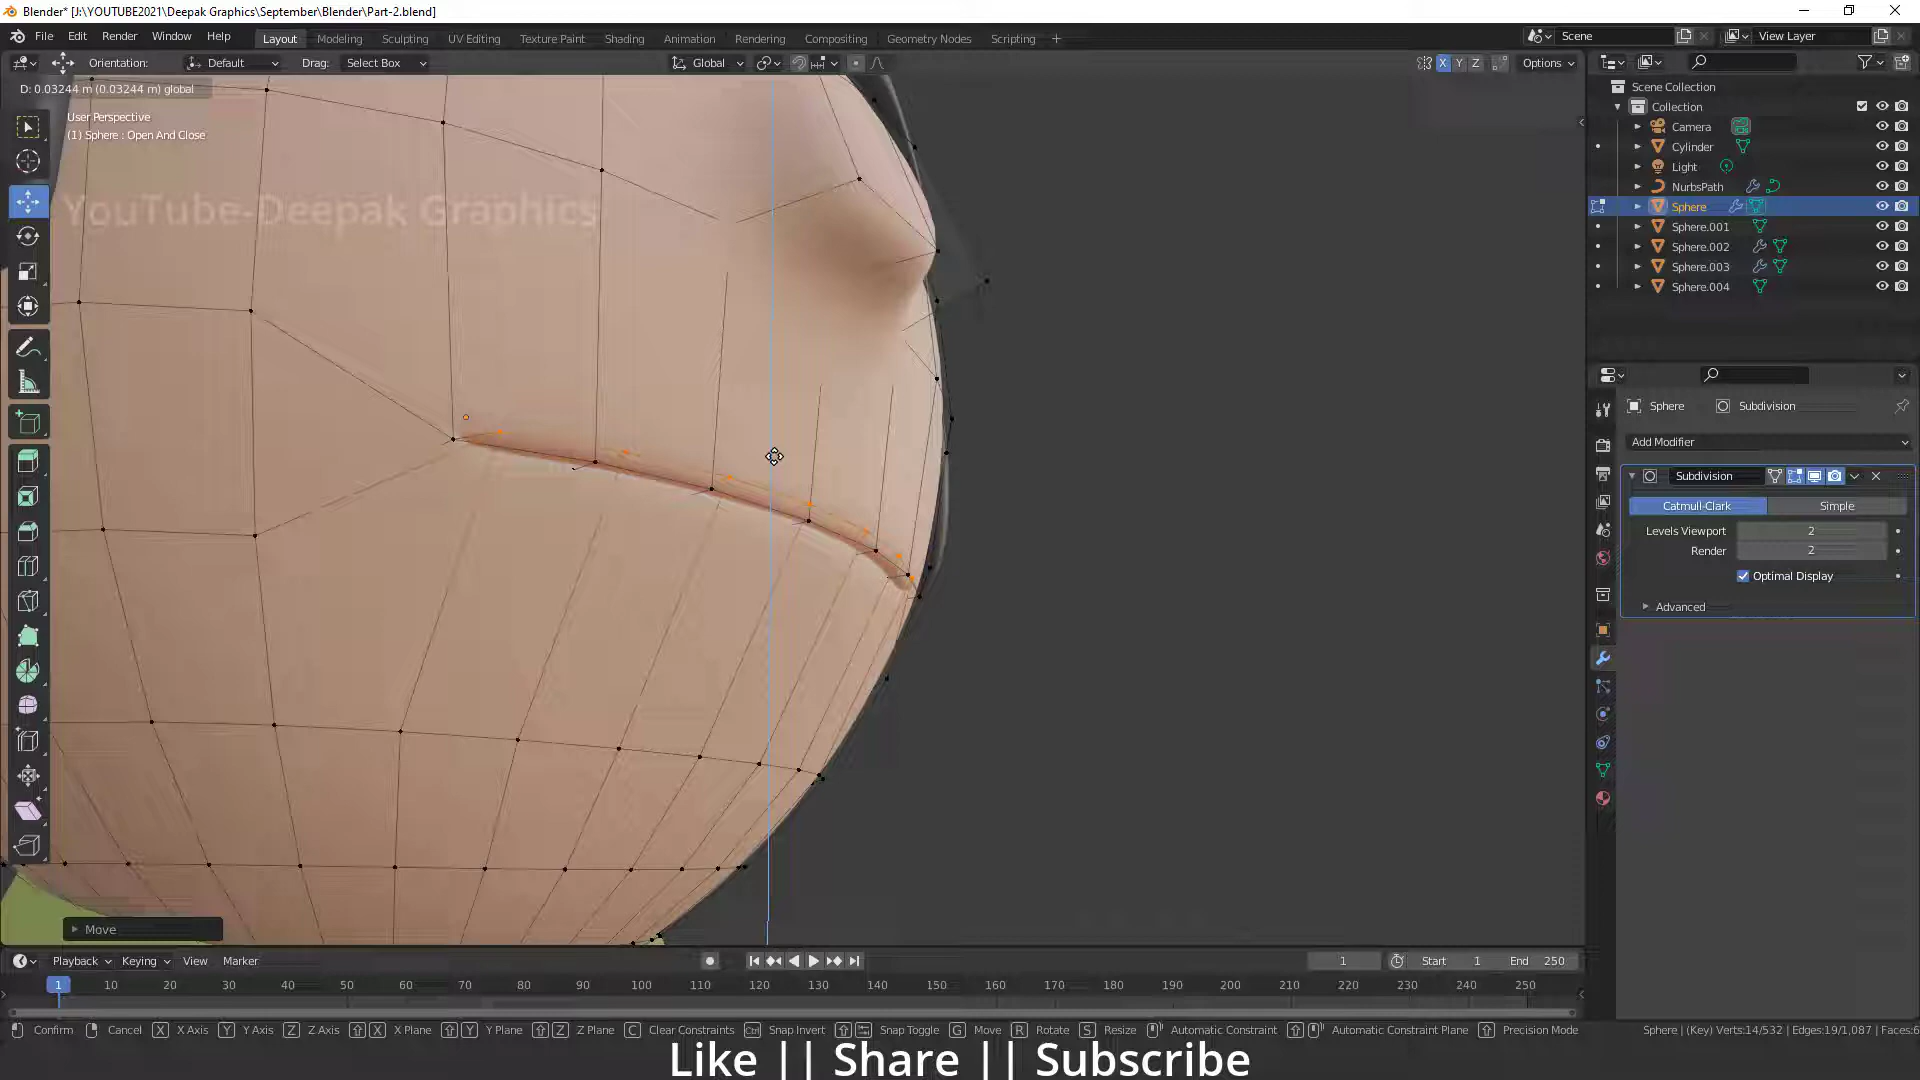 Blender* [J:\YOUTUBE2021\Deepak Graphics\September\Blender\Part-2.blend]
File Edit Render Window Help Layout Modeling Sculpting UV Editing Texture Paint Shading Animation Rendering Compositing Geometry Nodes Scripting + Scene View Layer
Orientation: Default Drag: Select Box Global X Y Z Options
D: 0.03244 m (0.03244 m) global
User Perspective
(1) Sphere : Open And Close
YouTube-Deepak Graphics
Scene Collection
Collection
Camera
Cylinder
Light
NurbsPath
Sphere
Sphere.001
Sphere.002
Sphere.003
Sphere.004
Sphere Subdivision
Add Modifier
Subdivision
Catmull-Clark Simple
Levels Viewport 2
Render 2
Optimal Display
Advanced
Move
Playback Keying View Marker 1 Start 1 End 250
1 10 20 30 40 50 60 70 80 90 100 110 120 130 140 150 160 170 180 190 200 210 220 230 240 250
Confirm Cancel X X Axis Y Y Axis Z Z Axis X X Plane Y Y Plane Z Z Plane C Clear Constraints Ctrl Snap Invert Snap Toggle G Move R Rotate S Resize Automatic Constraint Automatic Constraint Plane Precision Mode Sphere | (Key) Verts:14/532 | Edges:19/1,087 | Faces:6
Like || Share || Subscribe